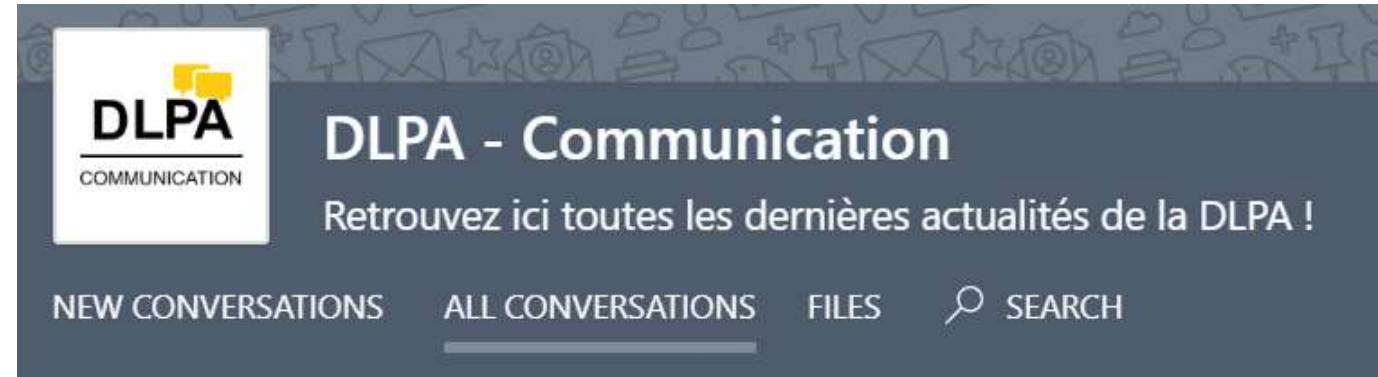 DLPA
COMMUNICATION
DLPA - Communication
Retrouvez ici toutes les dernières actualités de la DLPA !
NEW CONVERSATIONS ALL CONVERSATIONS FILES SEARCH